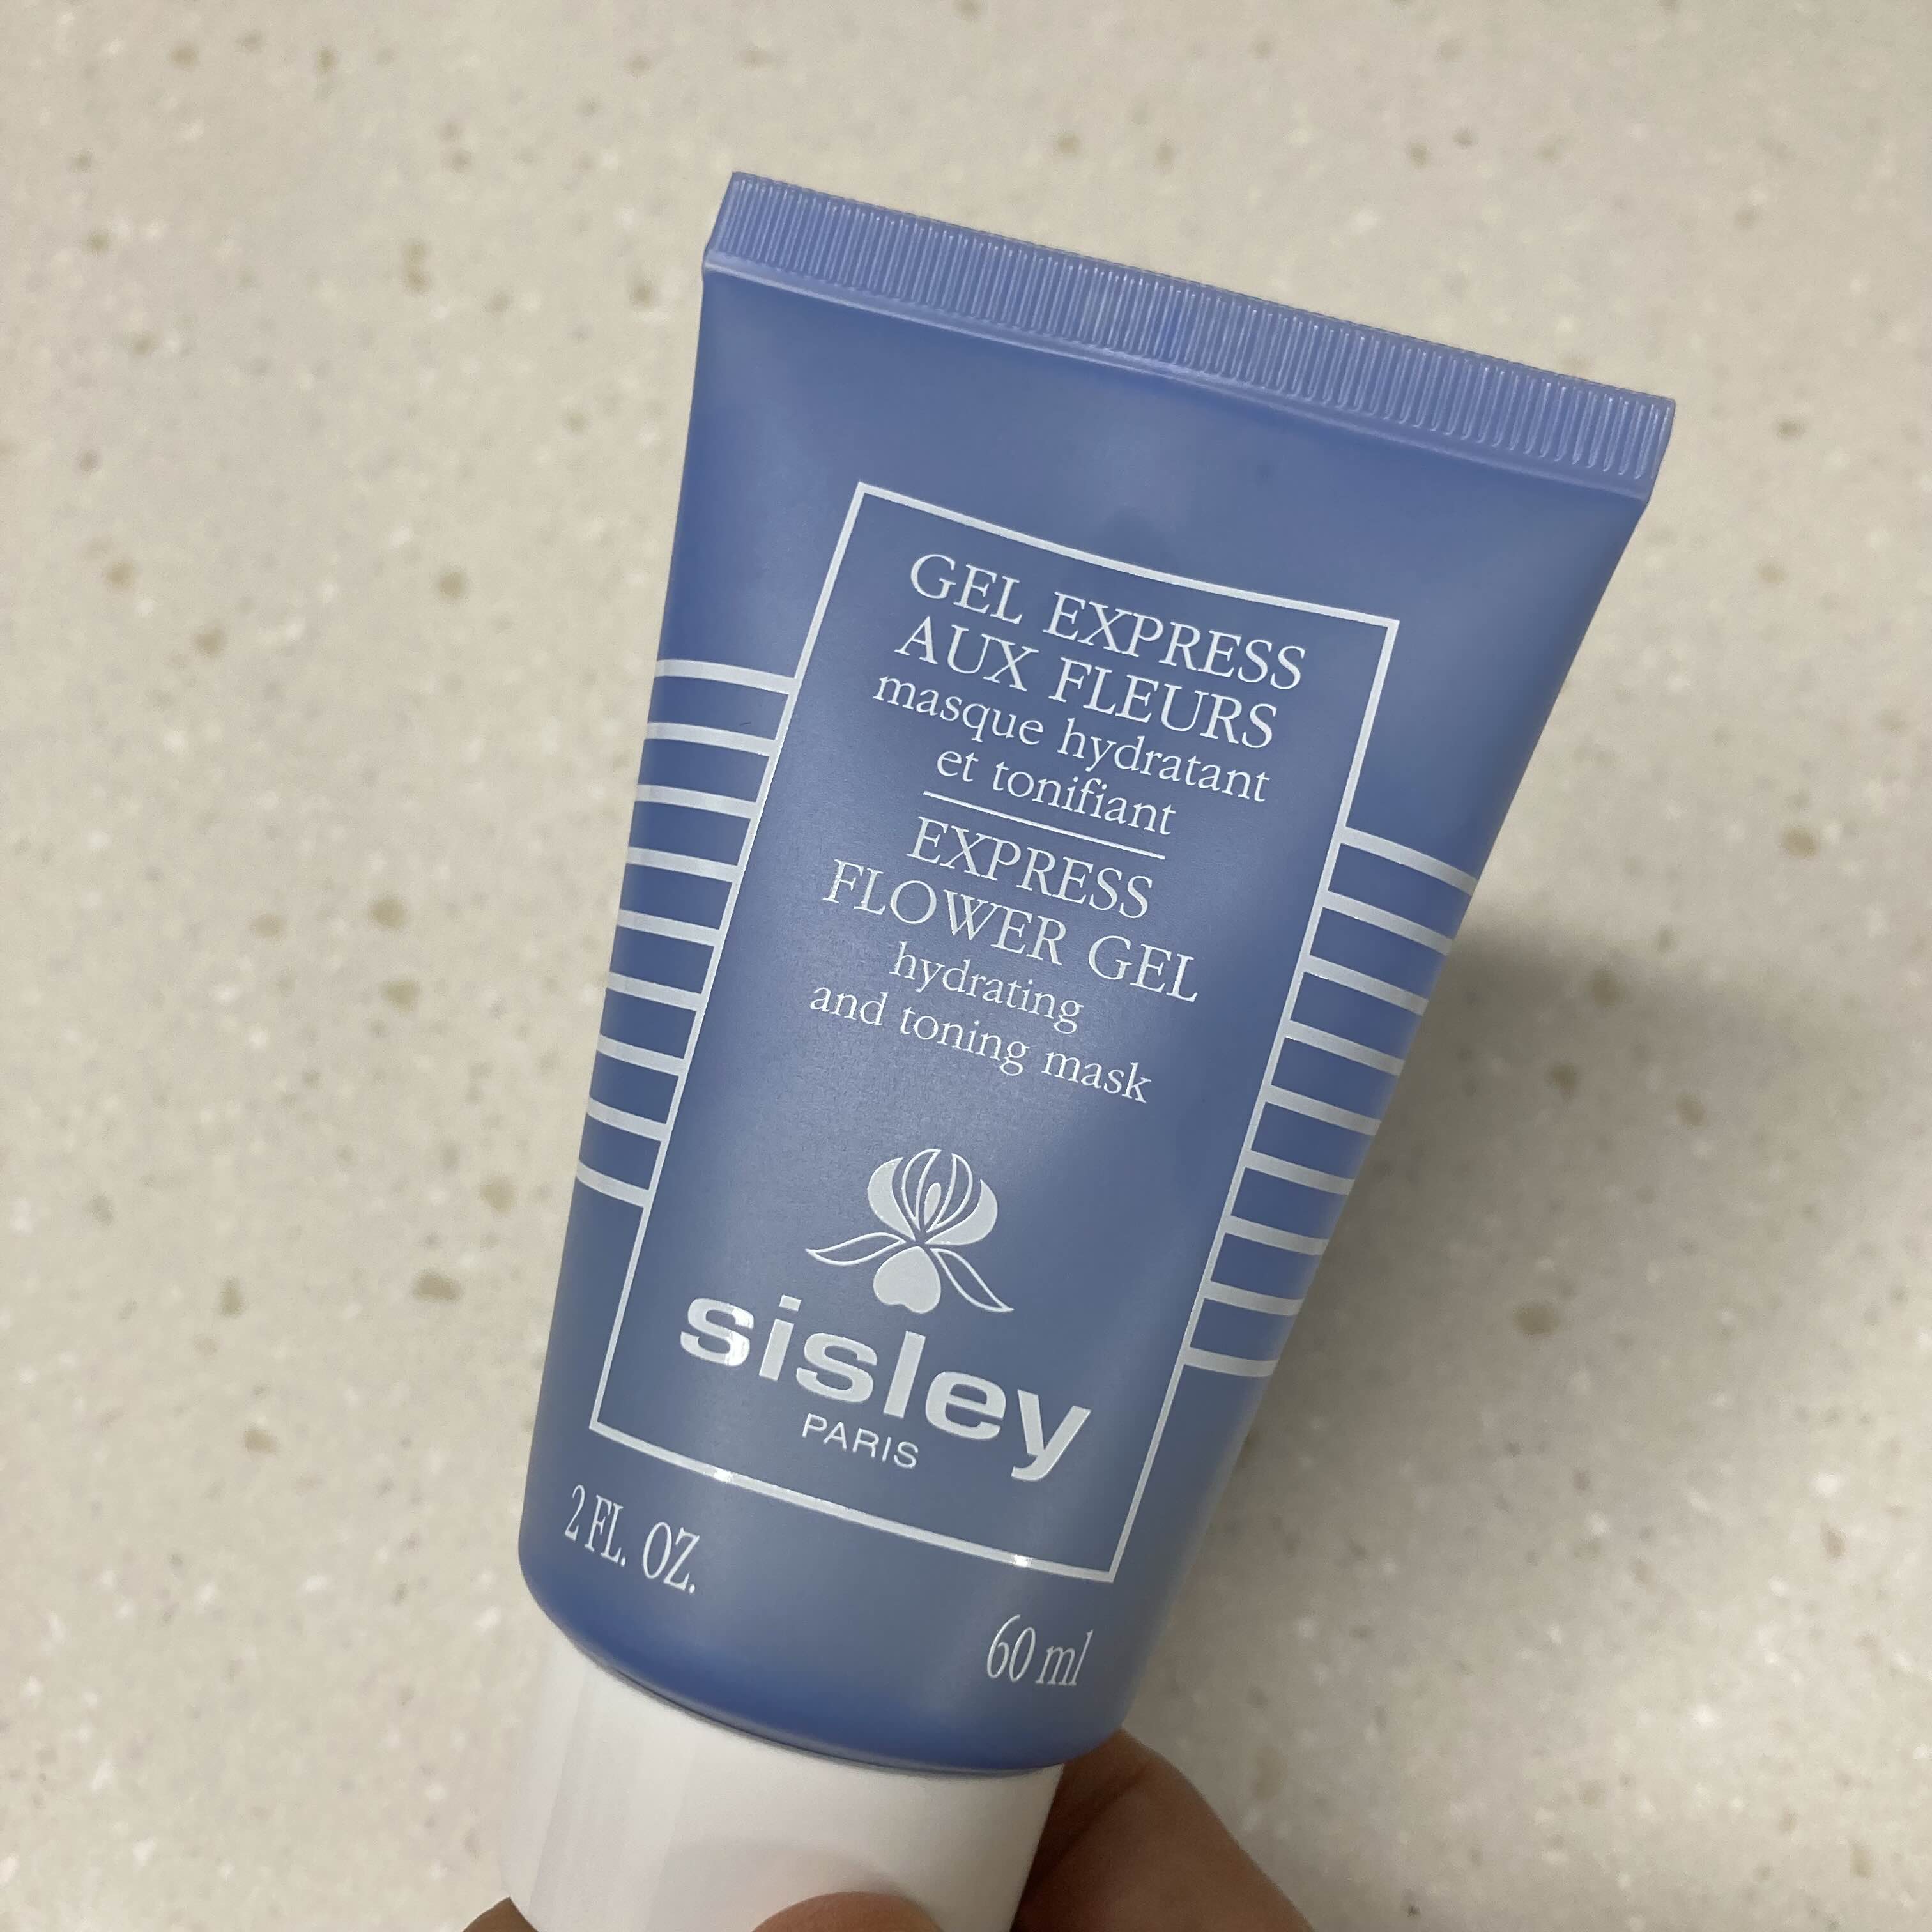 GEL EXPRESS
AUX FLEURS
masque hydratant
et tonifiant
EXPRESS
FLOWER GEL
hydrating
and toning mask
sisley
PARIS
2 FL. OZ.
60 ml